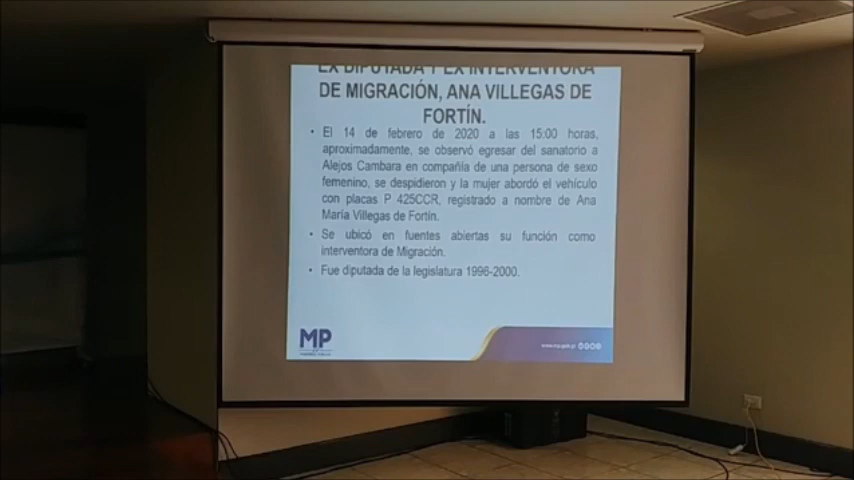 EX DIPUTADA Y EX INTERVENTORA
DE MIGRACIÓN, ANA VILLEGAS DE
FORTÍN.
• El 14 de febrero de 2020 a las 15:00 horas,
aproximadamente, se observó egresar del sanatorio a
Alejos Cambara en compañía de una persona de sexo
femenino, se despidieron y la mujer abordó el vehículo
con placas P 425CCR, registrado a nombre de Ana
María Villegas de Fortín.
• Se ubicó en fuentes abiertas su función como
interventora de Migración.
• Fue diputada de la legislatura 1996-2000.
MP
www.mp.gob.gt